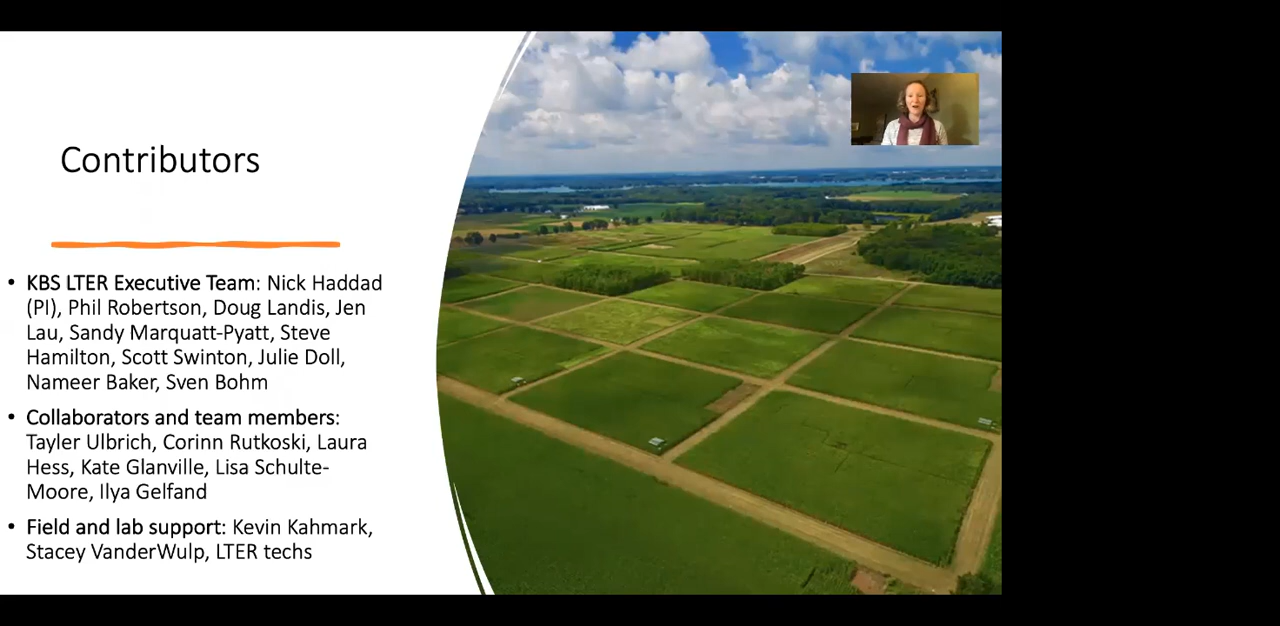 Contributors
• KBS LTER Executive Team: Nick Haddad
(PI), Phil Robertson, Doug Landis, Jen
Lau, Sandy Marquatt-Pyatt, Steve
Hamilton, Scott Swinton, Julie Doll,
Nameer Baker, Sven Bohm
• Collaborators and team members:
Tayler Ulbrich, Corinn Rutkoski, Laura
Hess, Kate Glanville, Lisa Schulte-
Moore, Ilya Gelfand
• Field and lab support: Kevin Kahmark,
Stacey VanderWulp, LTER techs